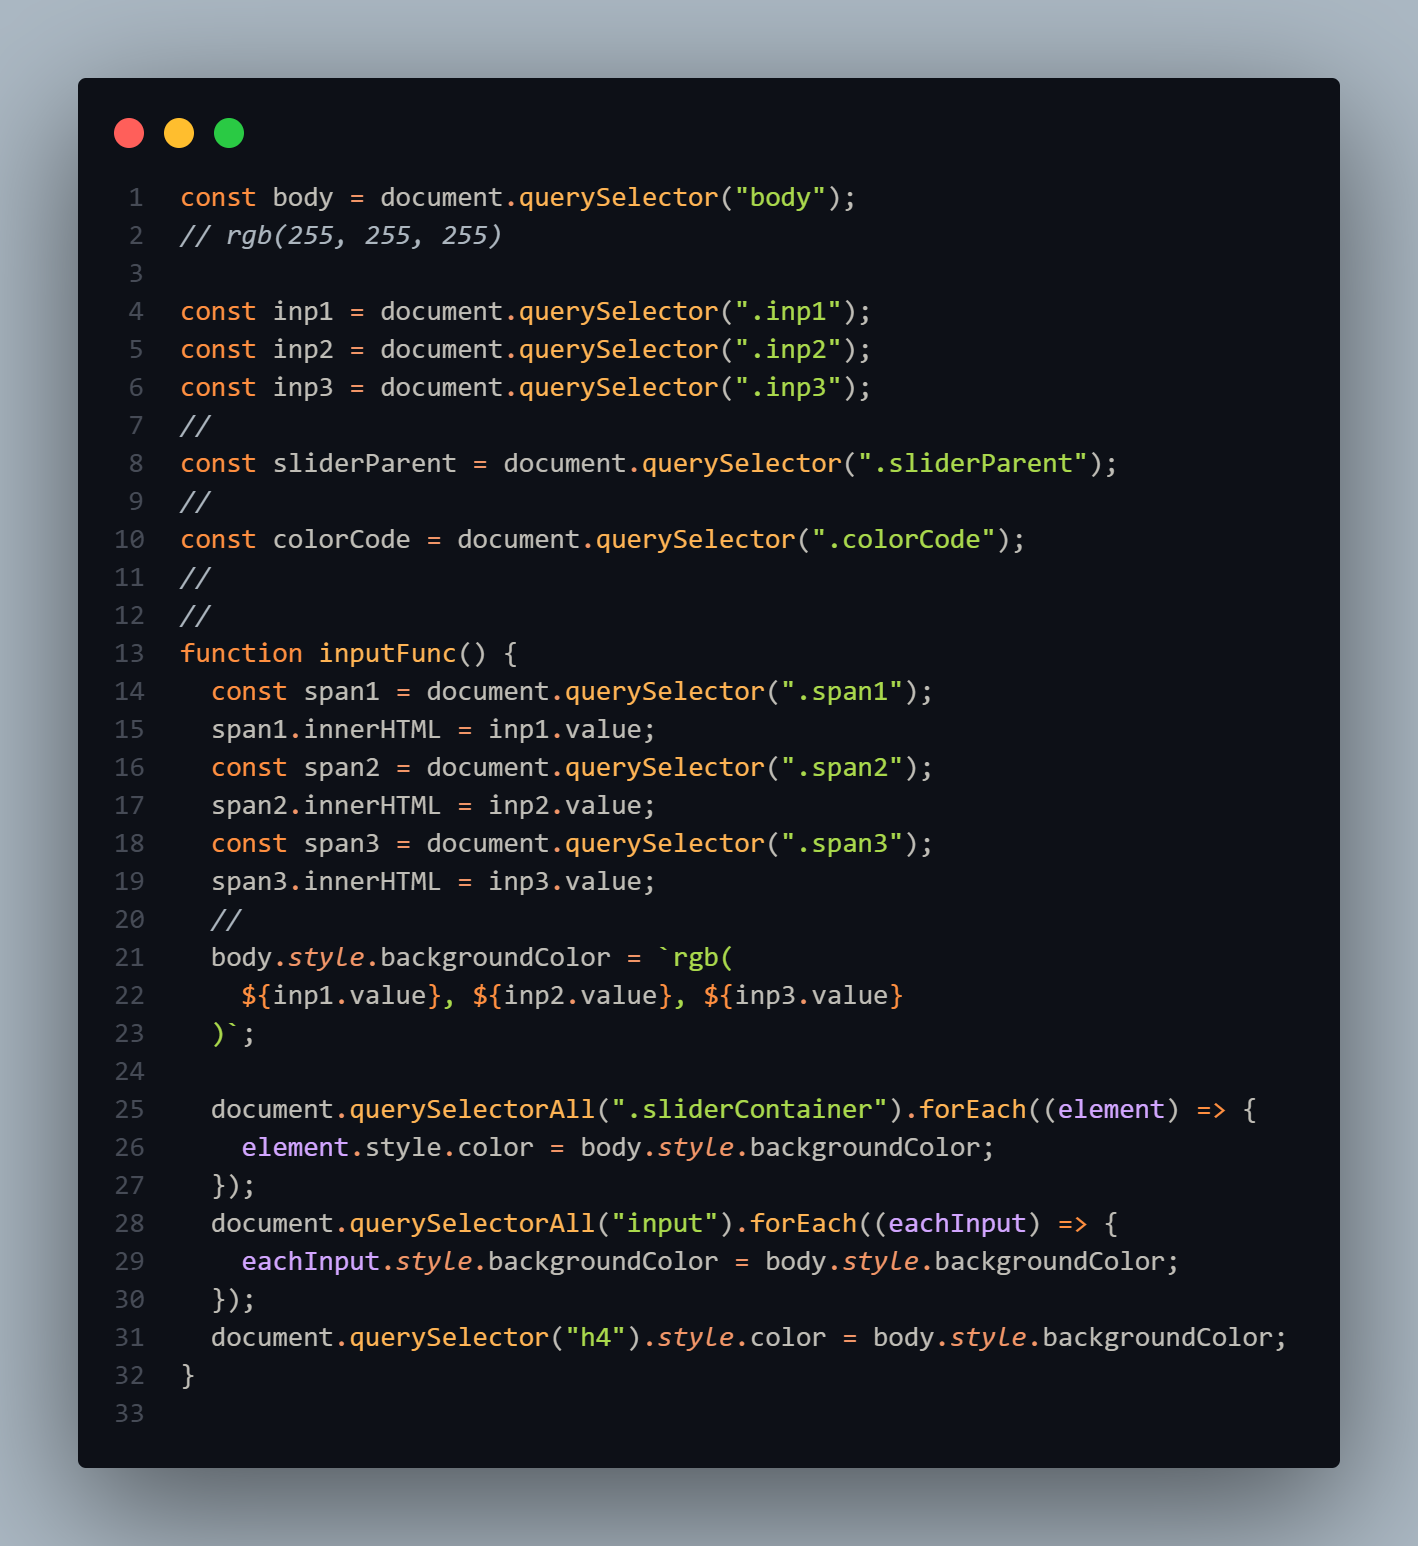 1 const body = document.querySelector("body");
2 // rgb(255, 255, 255)
3
4 const inp1 = document.querySelector(".inp1");
5 const inp2 = document.querySelector(".inp2");
6 const inp3 = document.querySelector(".inp3");
7 //
8 const sliderParent = document.querySelector(".sliderParent");
9 //
10 const colorCode = document.querySelector(".colorCode");
11 //
12 //
13 function inputFunc() {
14   const span1 = document.querySelector(".span1");
15   span1.innerHTML = inp1.value;
16   const span2 = document.querySelector(".span2");
17   span2.innerHTML = inp2.value;
18   const span3 = document.querySelector(".span3");
19   span3.innerHTML = inp3.value;
20   //
21   body.style.backgroundColor = `rgb(
22     ${inp1.value}, ${inp2.value}, ${inp3.value}
23   )`;
24
25   document.querySelectorAll(".sliderContainer").forEach((element) => {
26     element.style.color = body.style.backgroundColor;
27   });
28   document.querySelectorAll("input").forEach((eachInput) => {
29     eachInput.style.backgroundColor = body.style.backgroundColor;
30   });
31   document.querySelector("h4").style.color = body.style.backgroundColor;
32 }
33